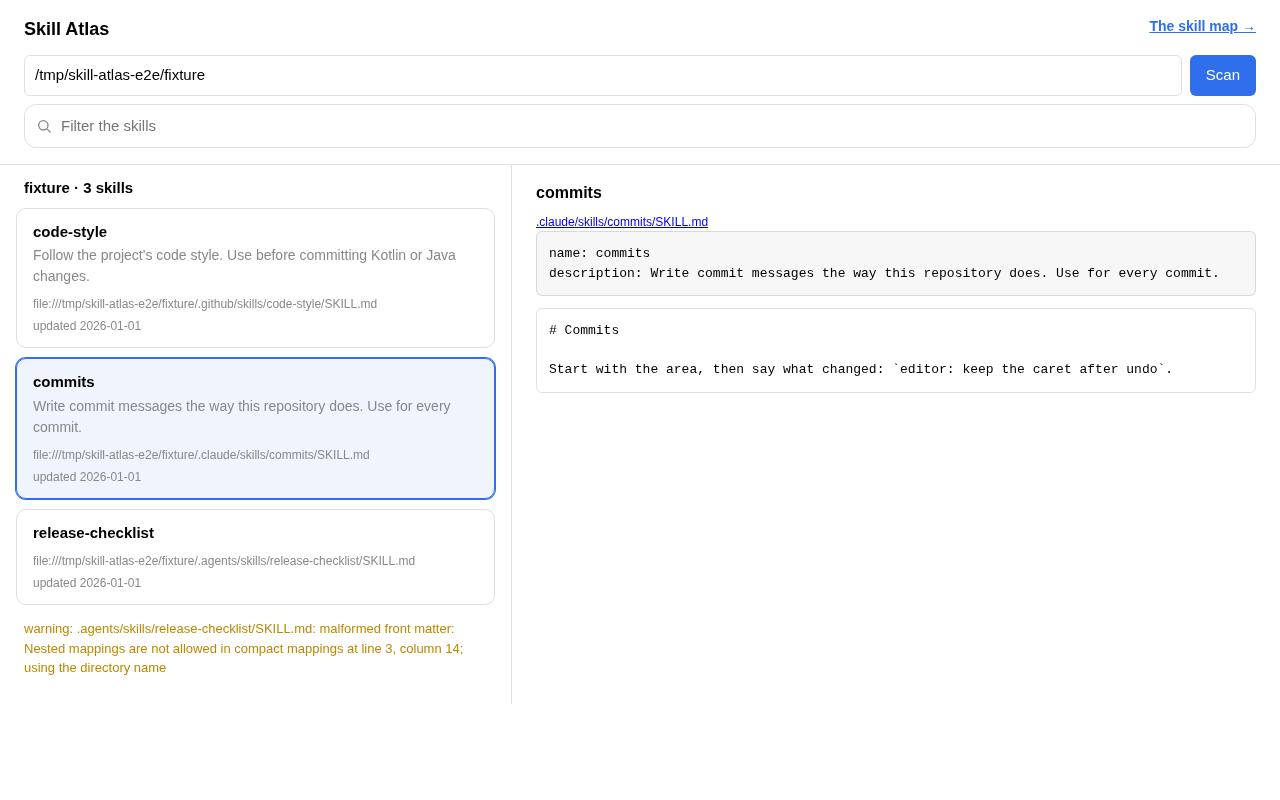 Skill Atlas
The skill map →
/tmp/skill-atlas-e2e/fixture
Scan
Filter the skills
fixture · 3 skills
code-style
Follow the project's code style. Use before committing Kotlin or Java
changes.
file:///tmp/skill-atlas-e2e/fixture/.github/skills/code-style/SKILL.md
updated 2026-01-01
commits
Write commit messages the way this repository does. Use for every
commit.
file:///tmp/skill-atlas-e2e/fixture/.claude/skills/commits/SKILL.md
updated 2026-01-01
release-checklist
file:///tmp/skill-atlas-e2e/fixture/.agents/skills/release-checklist/SKILL.md
updated 2026-01-01
warning: .agents/skills/release-checklist/SKILL.md: malformed front matter:
Nested mappings are not allowed in compact mappings at line 3, column 14;
using the directory name
commits
.claude/skills/commits/SKILL.md
name: commits
description: Write commit messages the way this repository does. Use for every commit.
# Commits
Start with the area, then say what changed: `editor: keep the caret after undo`.